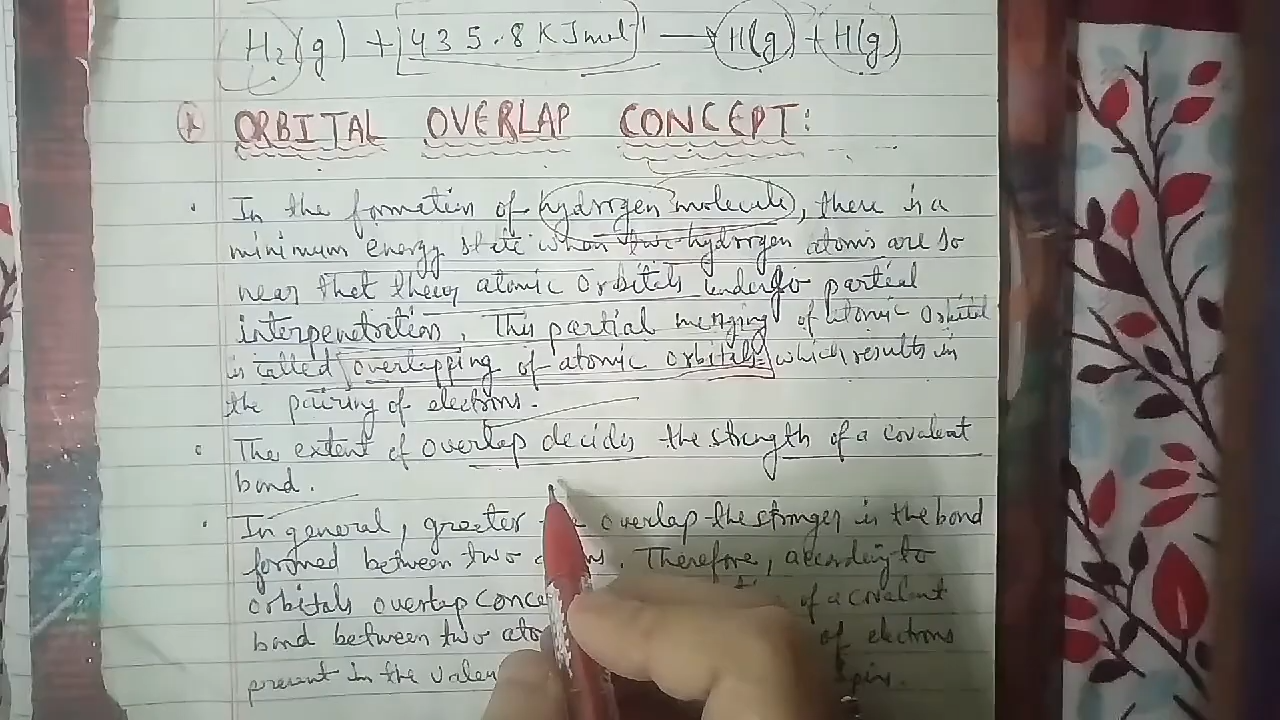 H₂(g) + 435.8 KJmol⁻¹ → H(g) + H(g)
ORBITAL OVERLAP CONCEPT:
In the formation of hydrogen molecule, there is a
minimum energy state when two hydrogen atoms are so
near that their atomic orbitals undergo partial
interpenetration. This partial merging of atomic orbital
is called overlapping of atomic orbitals which results in
the pairing of electrons.
The extent of overlap decides the strength of a covalent
bond.
In general, greater overlap the stronger is the bond
formed between two . Therefore, according to
orbitals overlap of a covalent
bond between two of electrons
present in the